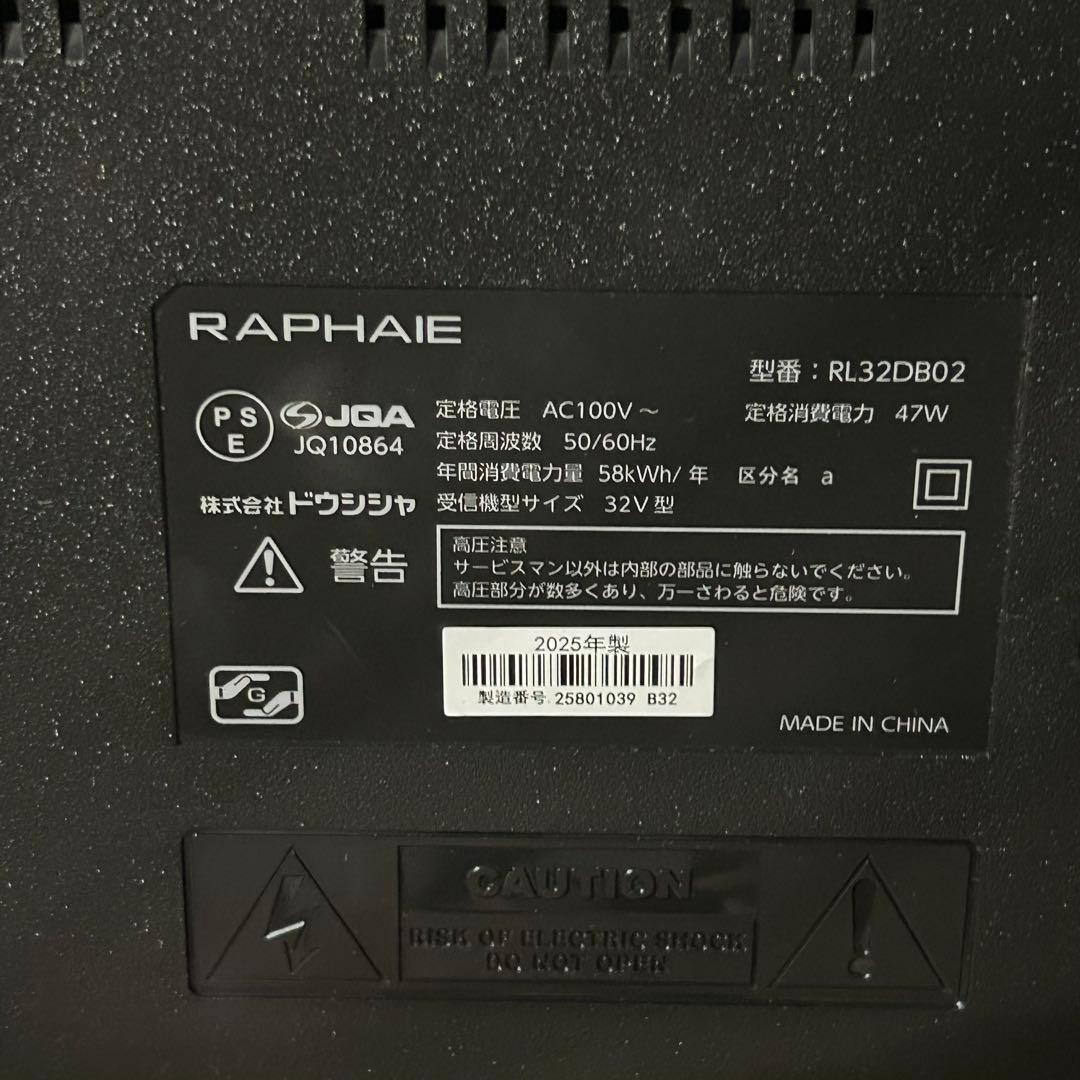 RAPHAIE
型番：RL32DB02
PS
E
JQA
JQ10864
株式会社ドウシシャ
定格電圧 AC100V～
定格消費電力 47W
定格周波数 50/60Hz
年間消費電力量 58kWh/年 区分名 a
受信機型サイズ 32V型
警告
高圧注意
サービスマン以外は内部の部品に触らないでください。
高圧部分が数多くあり、万一さわると危険です。
2025年製
製造番号 25801039 B32
G
MADE IN CHINA
CAUTION
RISK OF ELECTRIC SHOCK
DO NOT OPEN